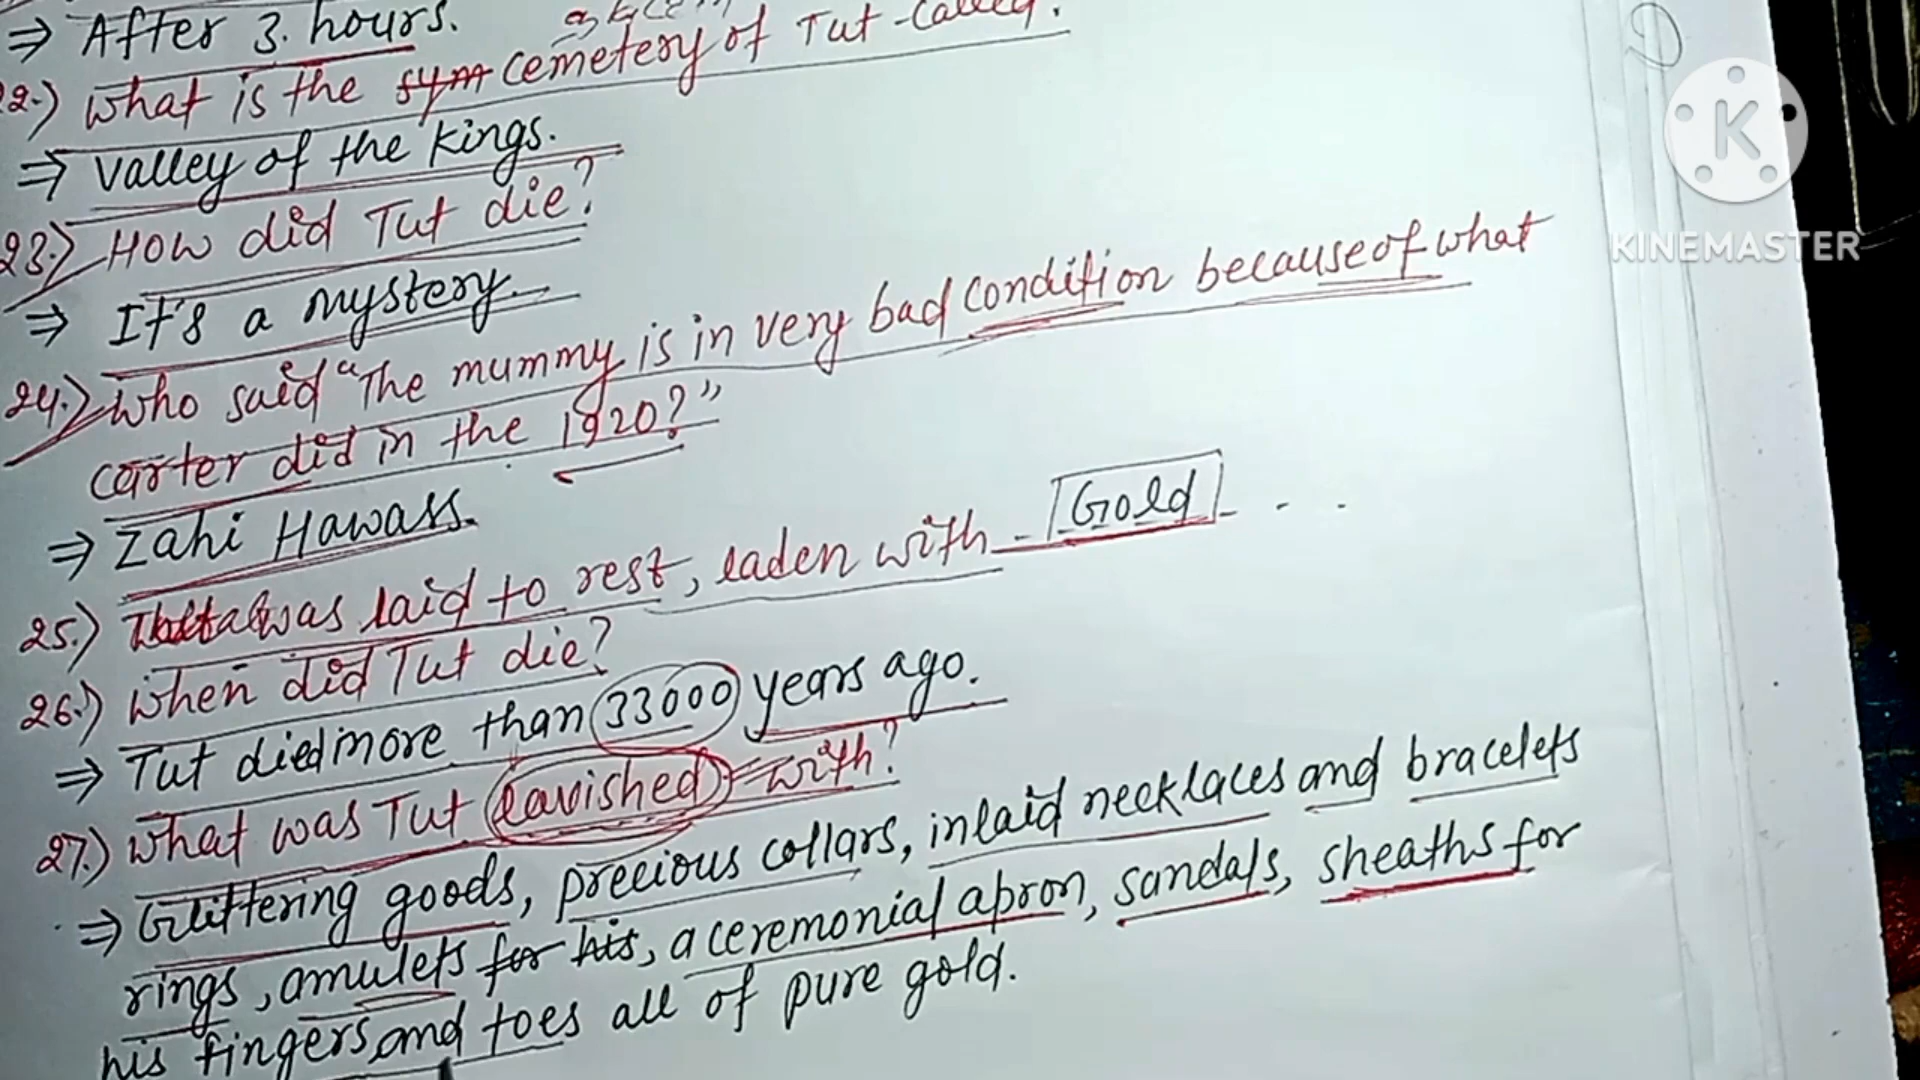 ⇒ After 3. hours.
22.) What is the sym cemetery of Tut-called.
⇒ Valley of the Kings.
23.) How did Tut die?
⇒ It's a mystery.
24.) Who said "The mummy is in very bad condition because of what
carter did in the 1920?"
⇒ Zahi Hawass.
25.) was laid to rest, laden with Gold - . .
26.) When did Tut die?
⇒ Tut died more than 33000 years ago.
27.) What was Tut lavished with?
⇒ Glittering goods, precious collars, inlaid necklaces and bracelets
rings, amulets for his, a ceremonial apron, sandals, sheaths for
his fingers and toes all of pure gold.
K
KINEMASTER